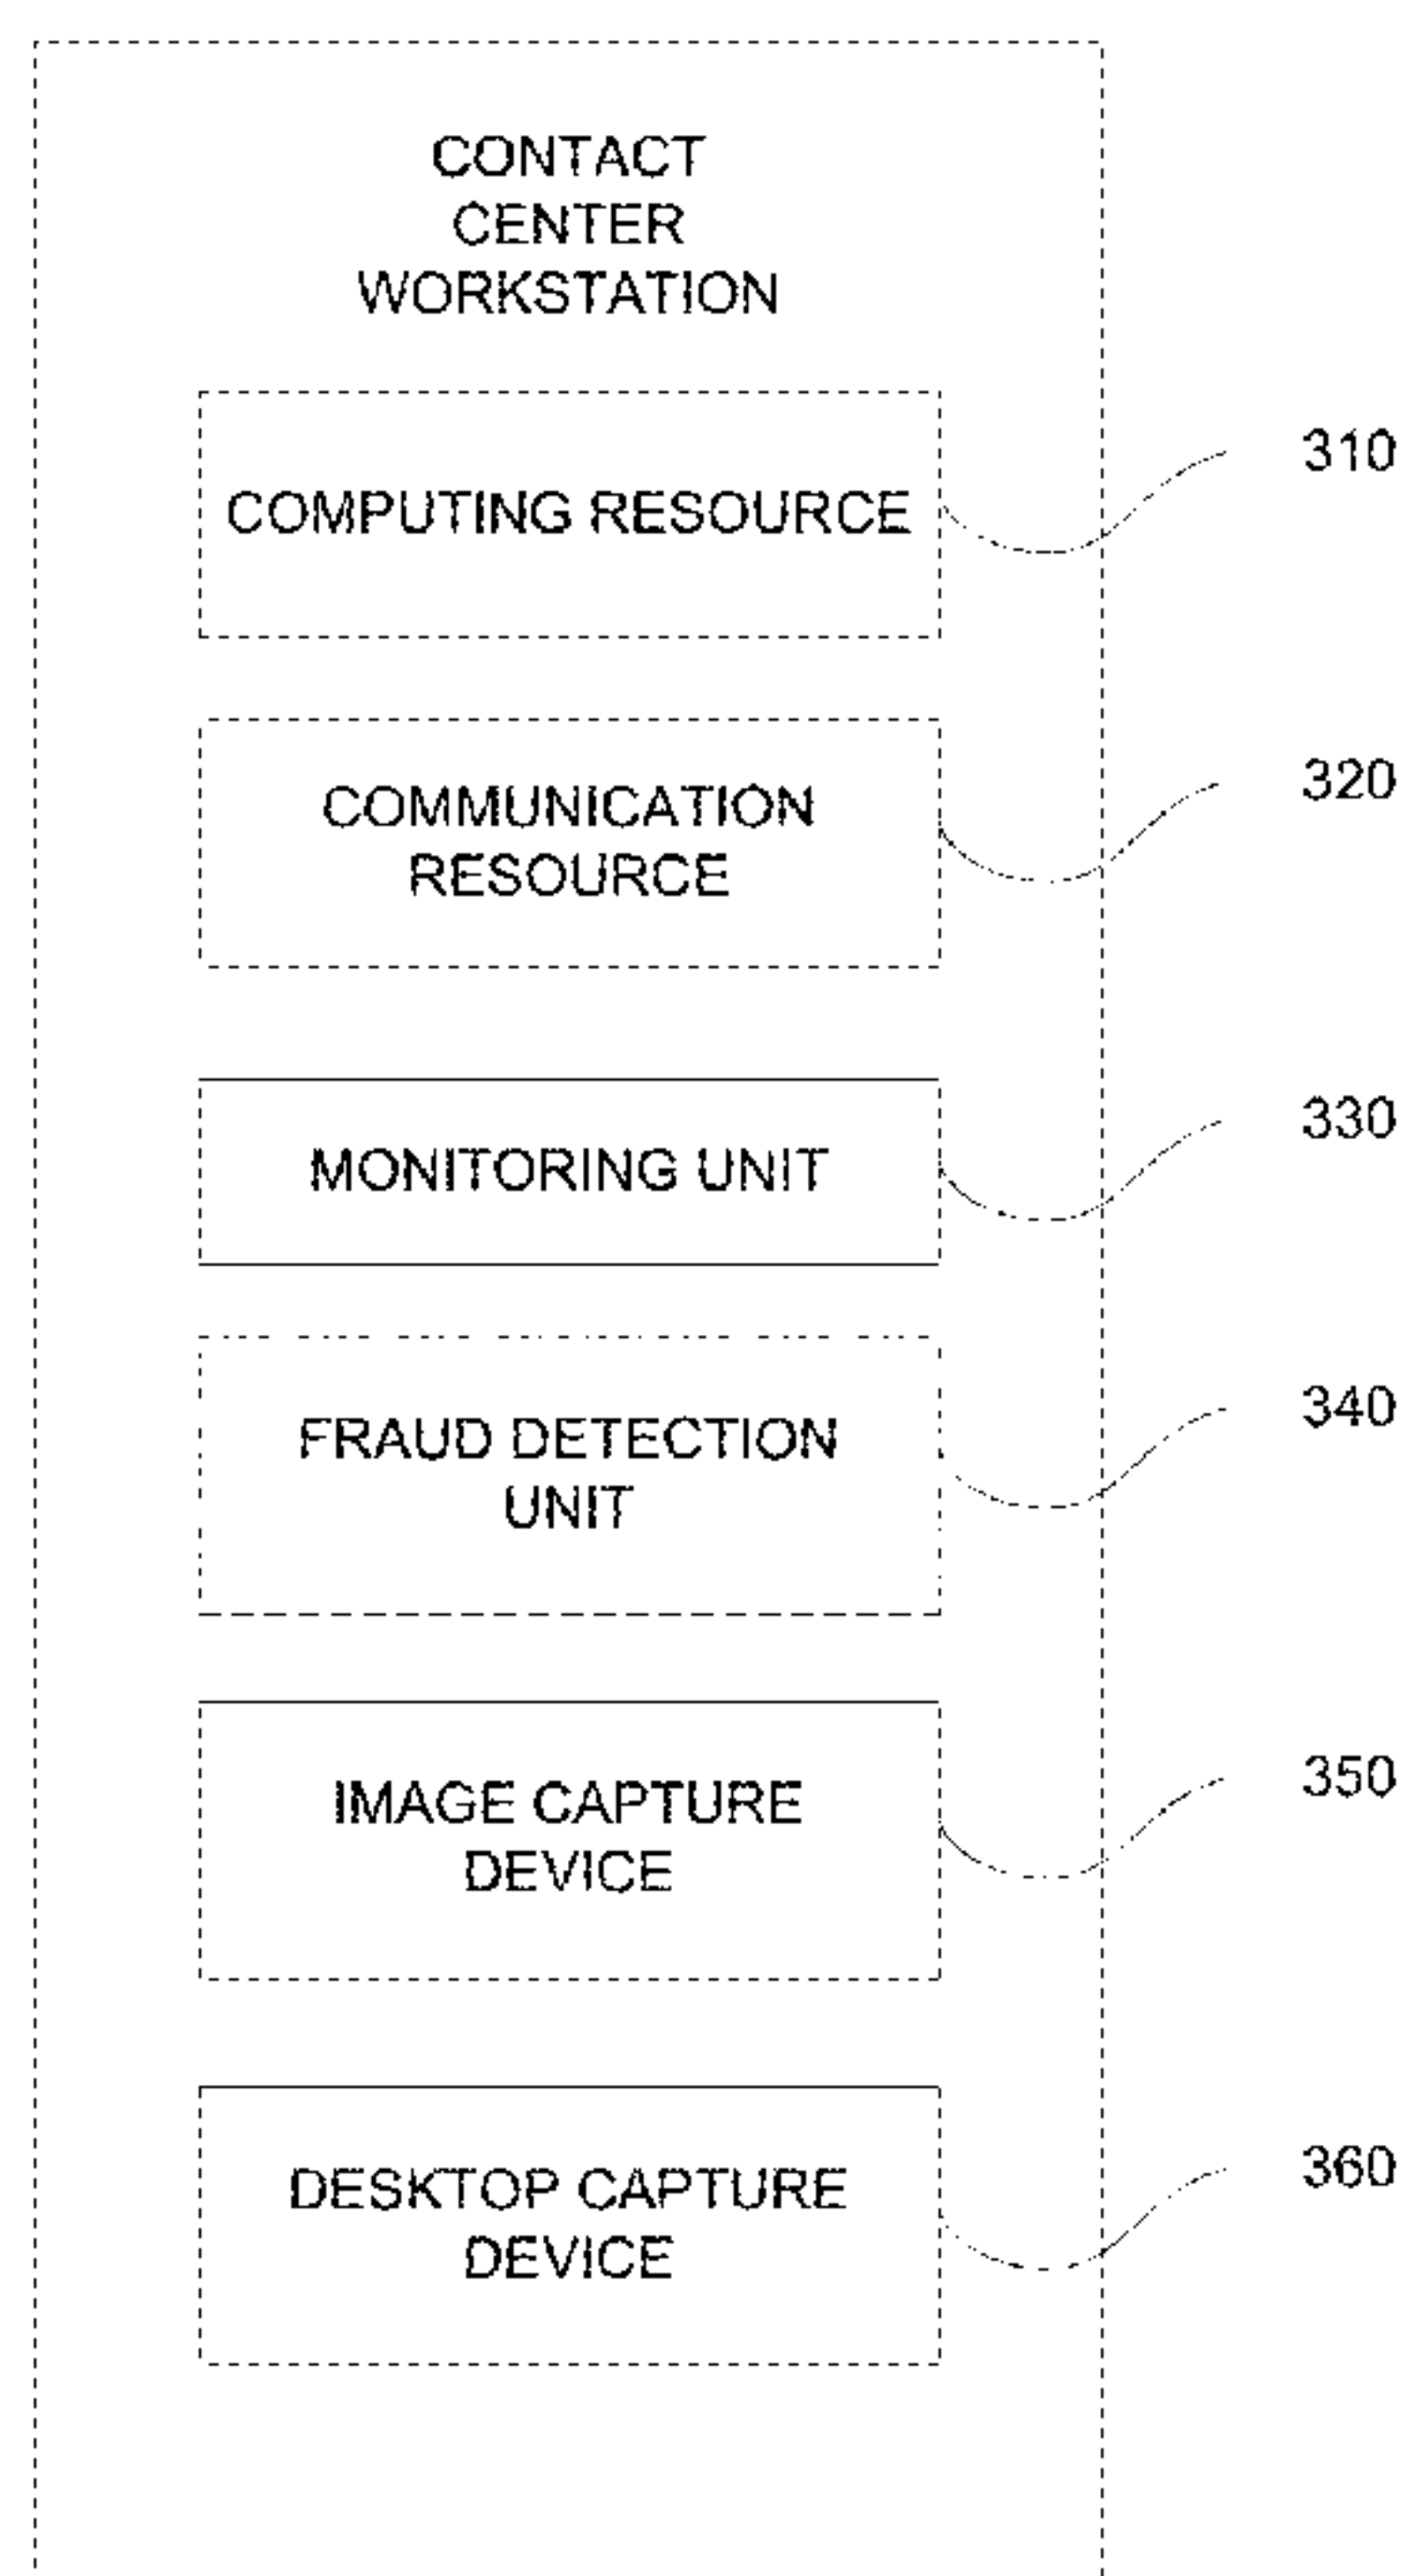 CONTACT
CENTER
WORKSTATION
COMPUTING RESOURCE
310
COMMUNICATION
RESOURCE
320
MONITORING UNIT
330
FRAUD DETECTION
UNIT
340
IMAGE CAPTURE
DEVICE
350
DESKTOP CAPTURE
DEVICE
360